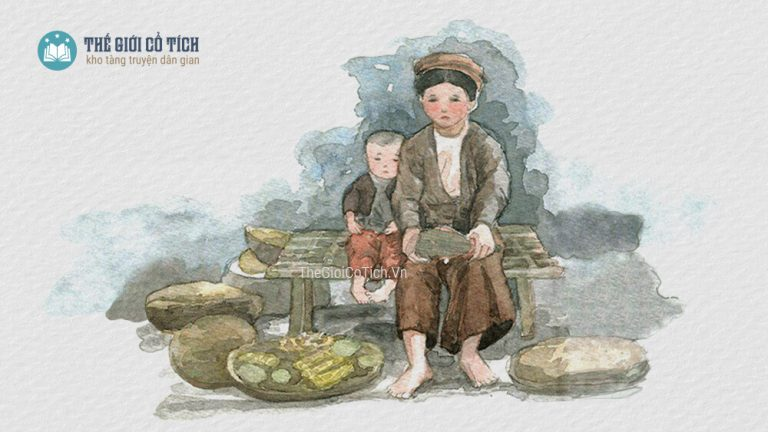 THẾ GIỚI CỔ TÍCH
kho tàng truyện dân gian
TheGioiCoTich.Vn